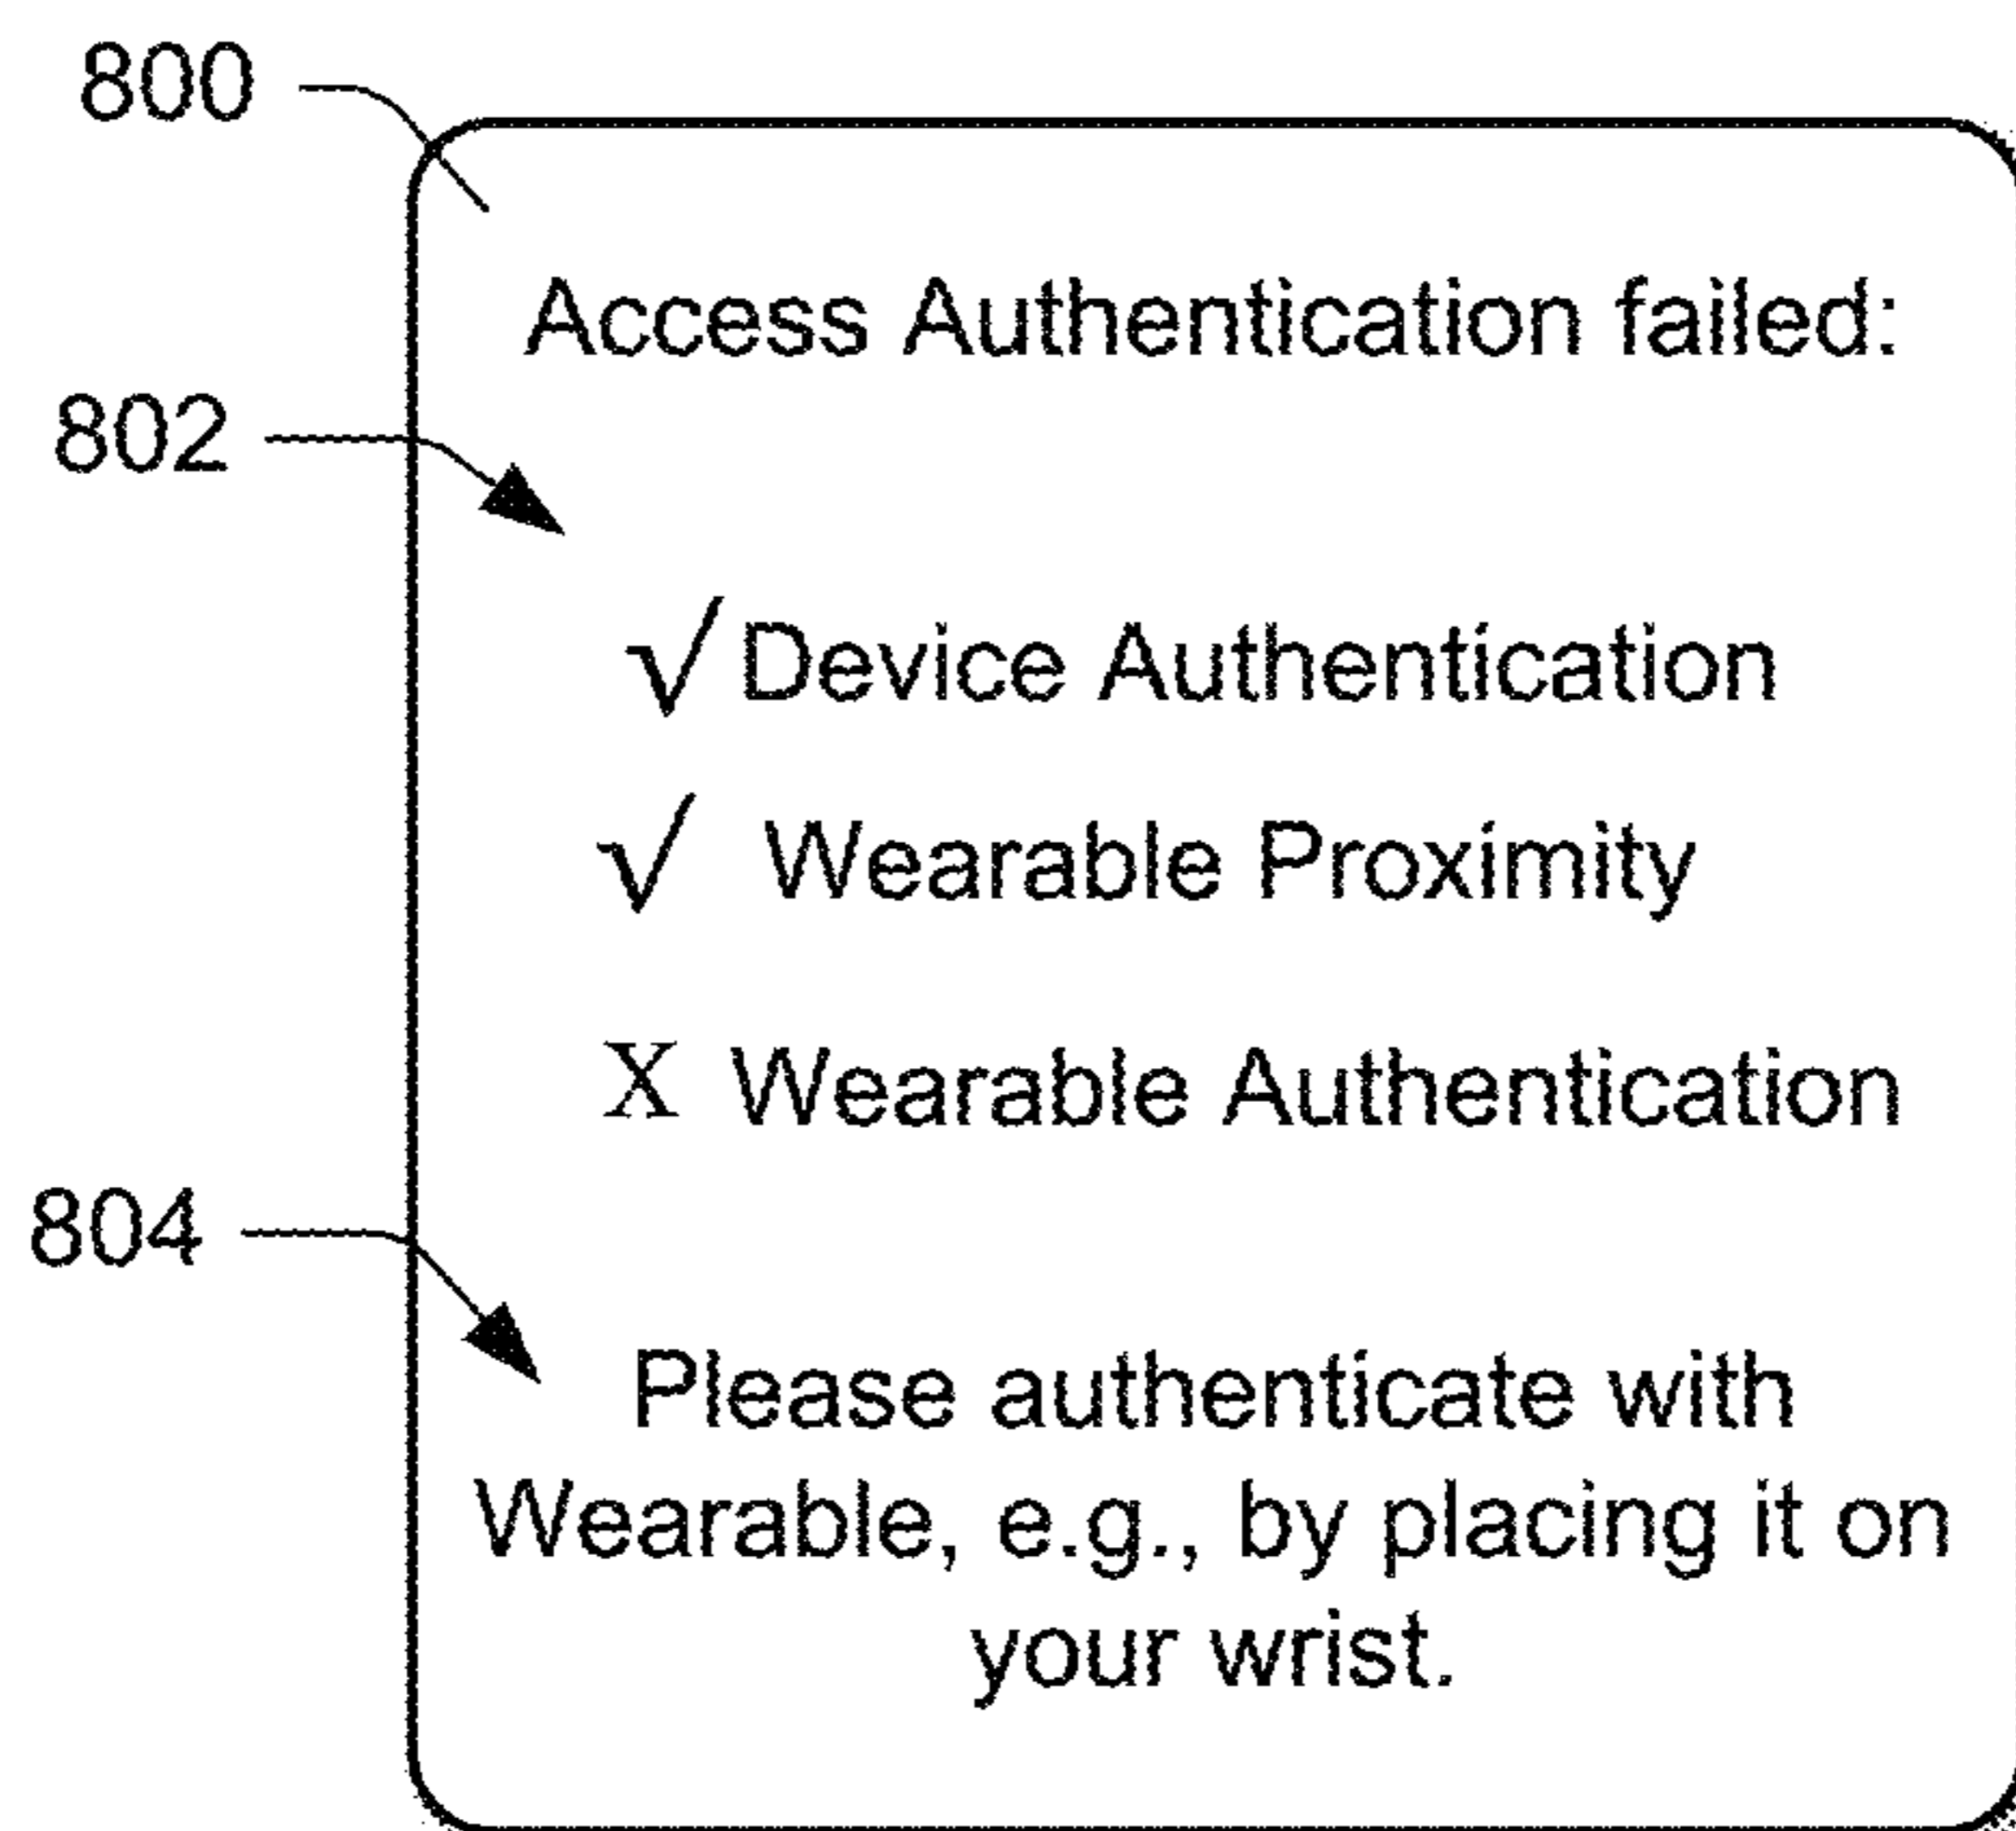 800
Access Authentication failed:
802
√ Device Authentication
√ Wearable Proximity
X Wearable Authentication
804
Please authenticate with
Wearable, e.g., by placing it on
your wrist.